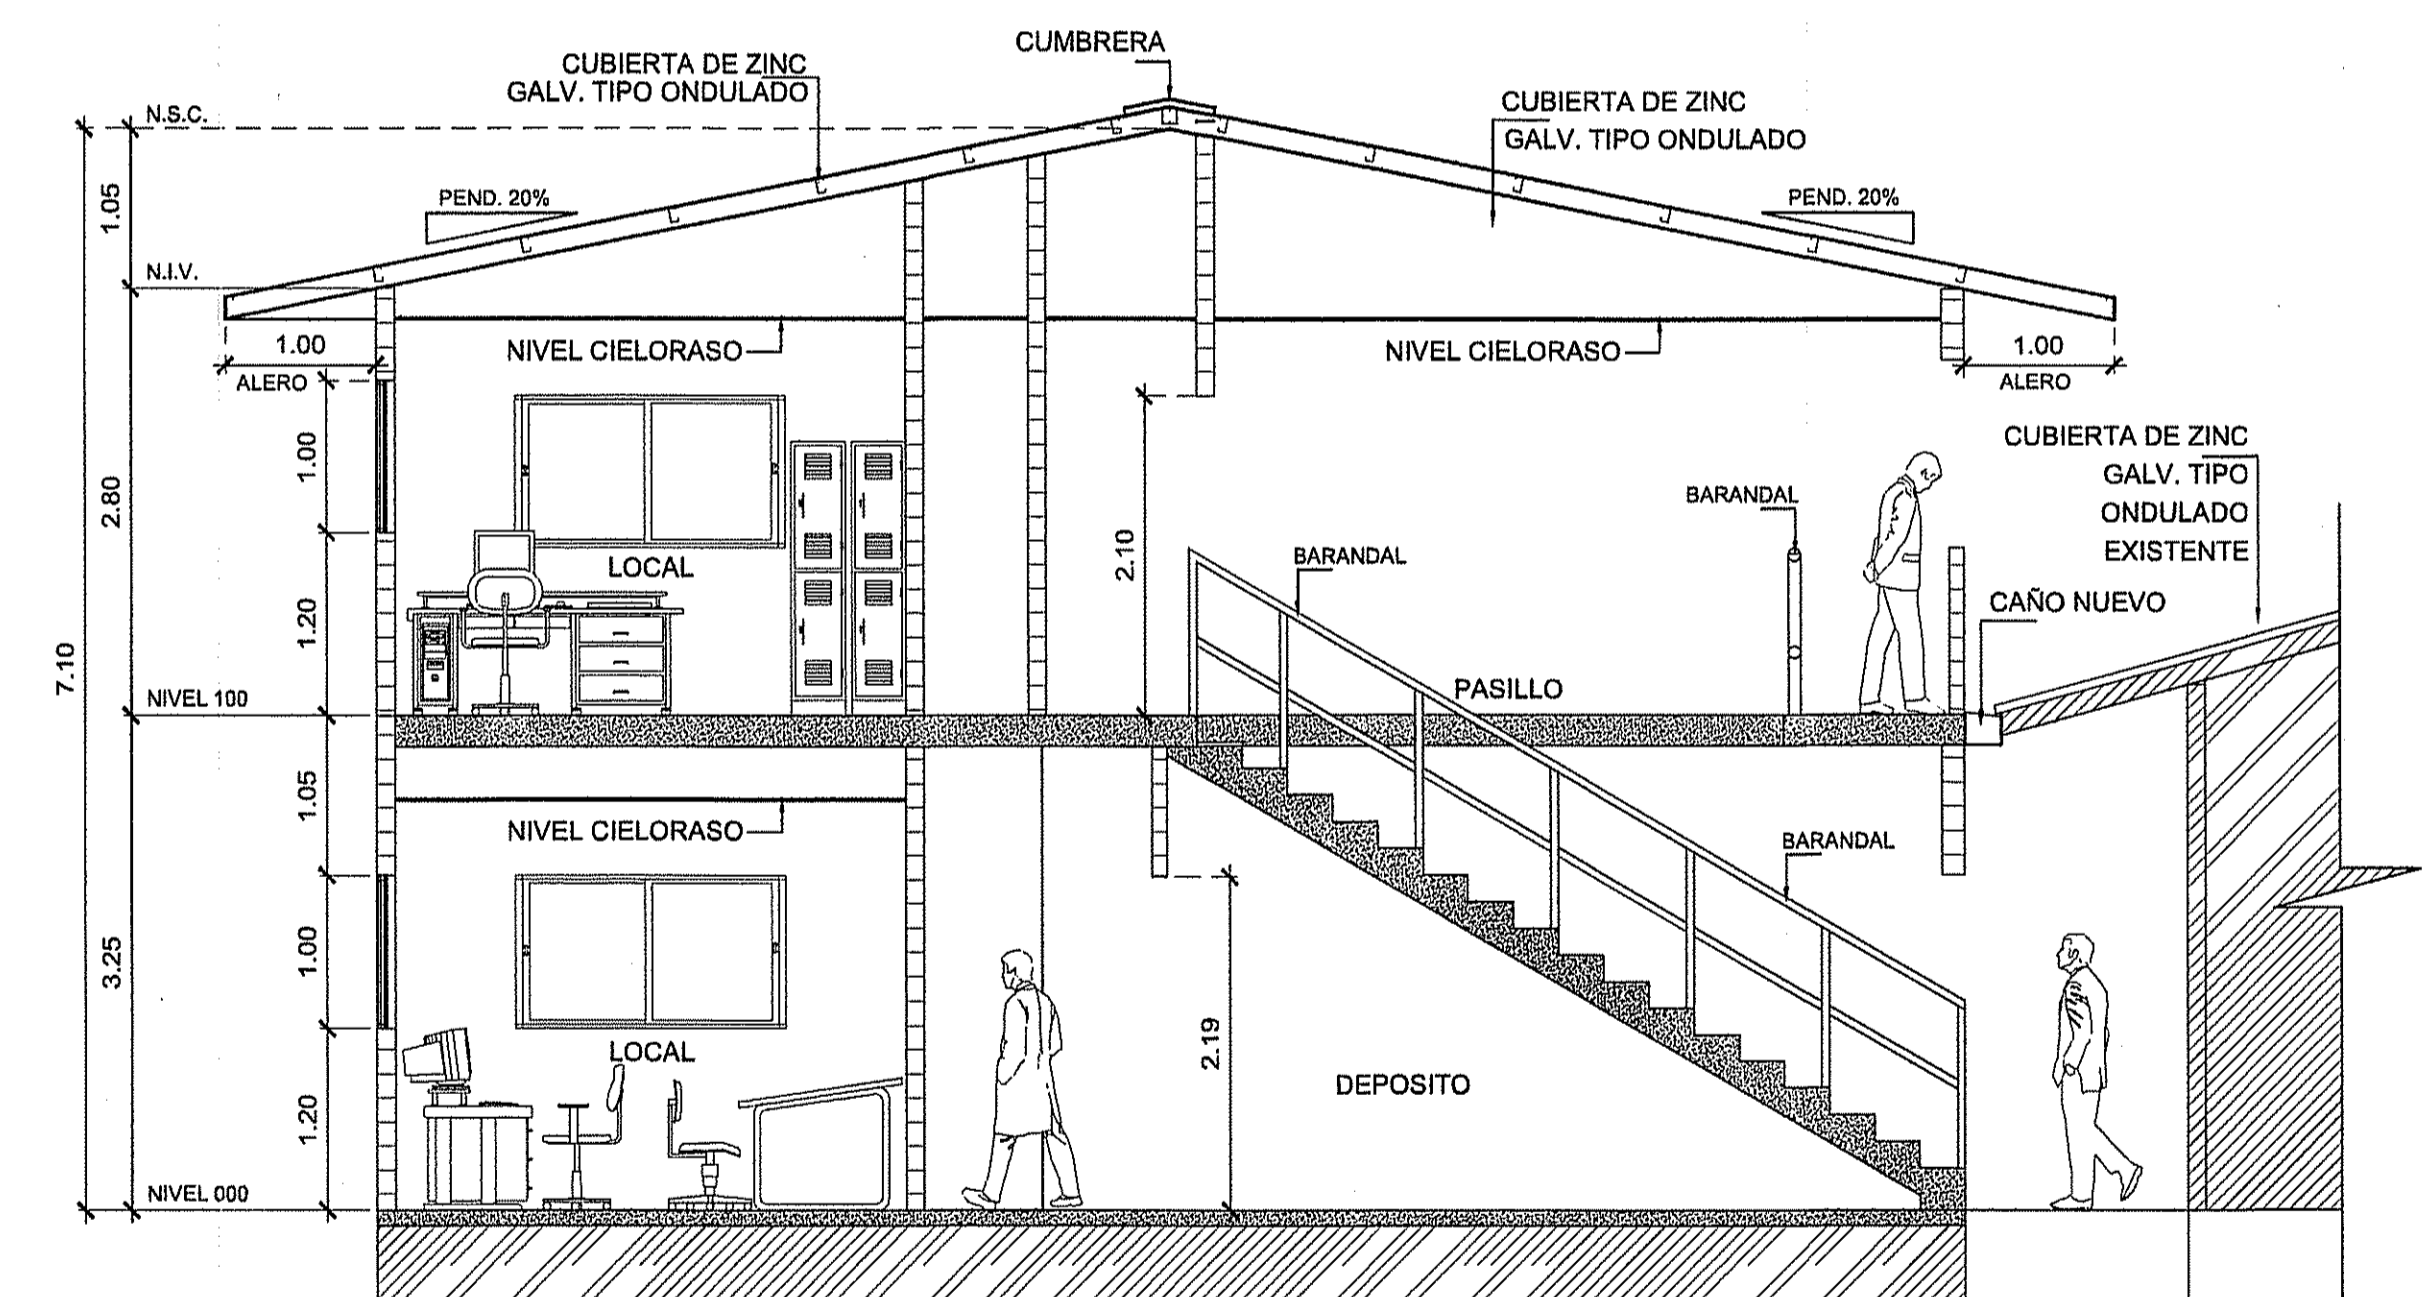 CUMBRERA
CUBIERTA DE ZINC
GALV. TIPO ONDULADO
CUBIERTA DE ZINC
GALV. TIPO ONDULADO
N.S.C.
1.05
PEND. 20%
PEND. 20%
N.I.V.
NIVEL CIELORASO
NIVEL CIELORASO
1.00
ALERO
1.00
ALERO
1.00
2.80
CUBIERTA DE ZINC
GALV. TIPO
ONDULADO
EXISTENTE
BARANDAL
BARANDAL
2.10
LOCAL
CAÑO NUEVO
1.20
7.10
PASILLO
NIVEL 100
1.05
NIVEL CIELORASO
BARANDAL
1.00
3.25
2.19
LOCAL
DEPOSITO
1.20
NIVEL 000